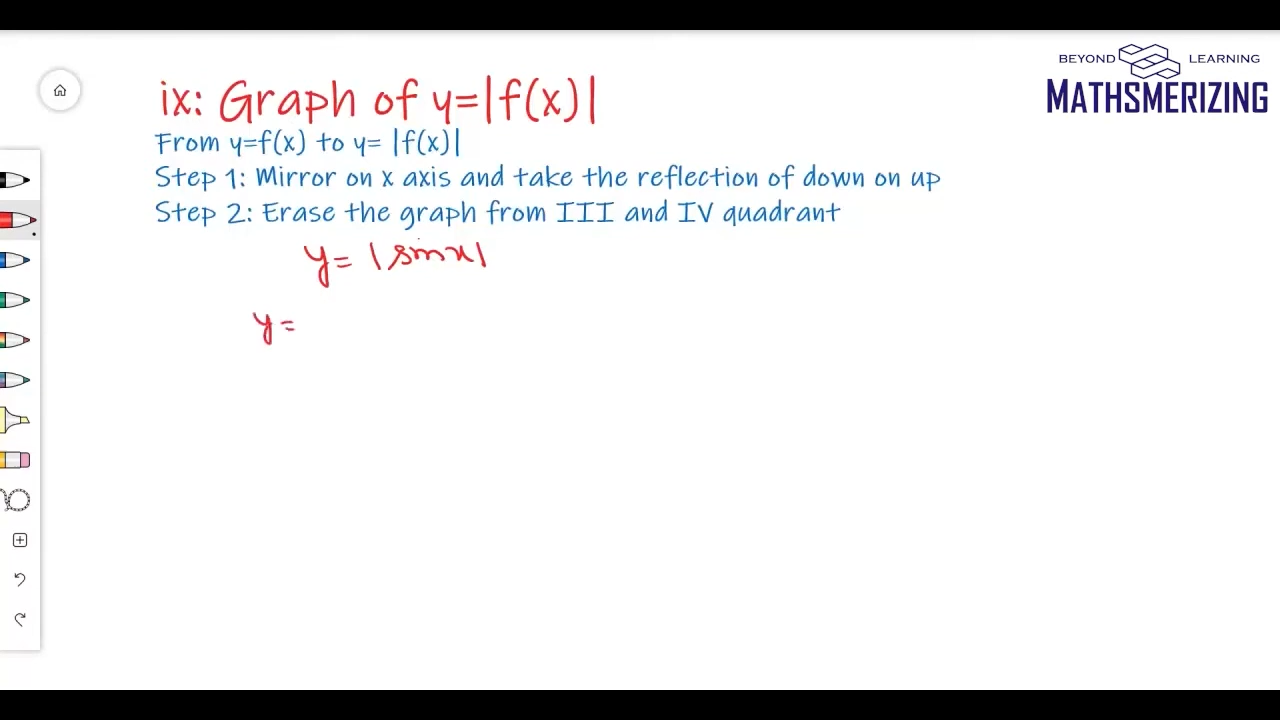 BEYOND LEARNING
MATHSMERIZING
ix: Graph of y=|f(x)|
From y=f(x) to y= |f(x)|
Step 1: Mirror on x axis and take the reflection of down on up
Step 2: Erase the graph from III and IV quadrant
y= |sinx|
y=